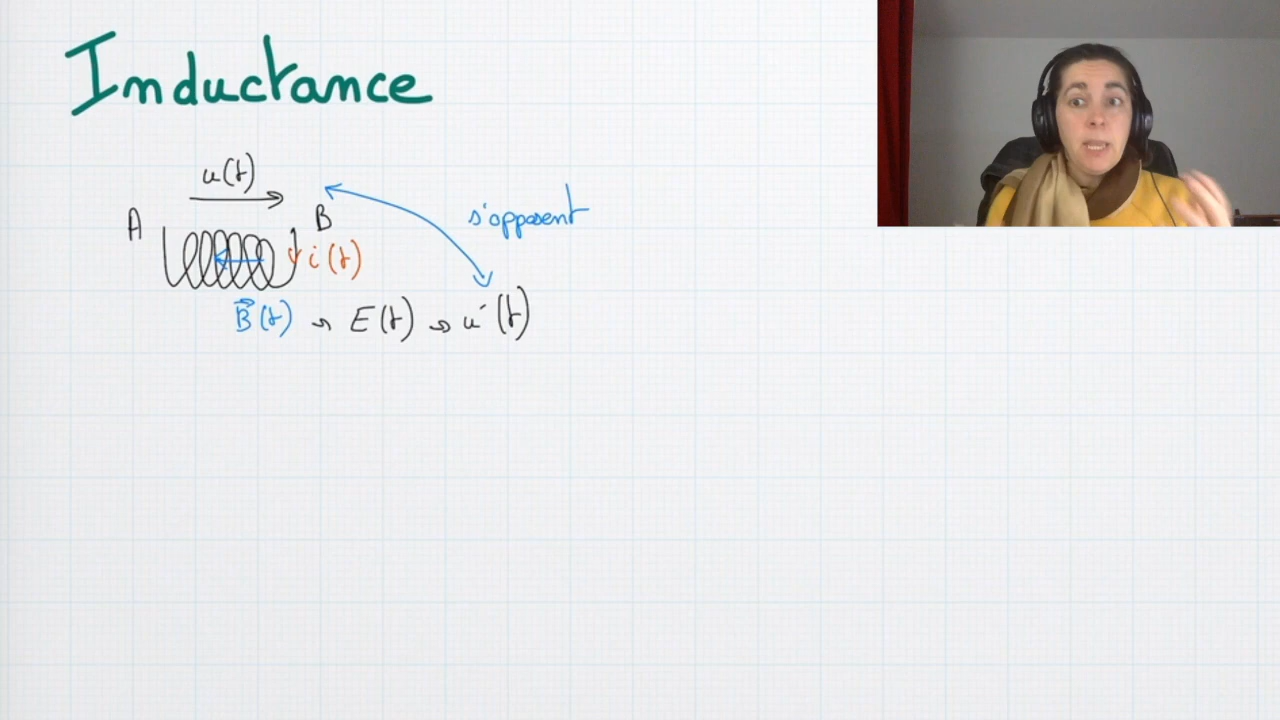 Inductance
u(t)
A
B
s'opposent
i(t)
B(t) → E(t) → u'(t)